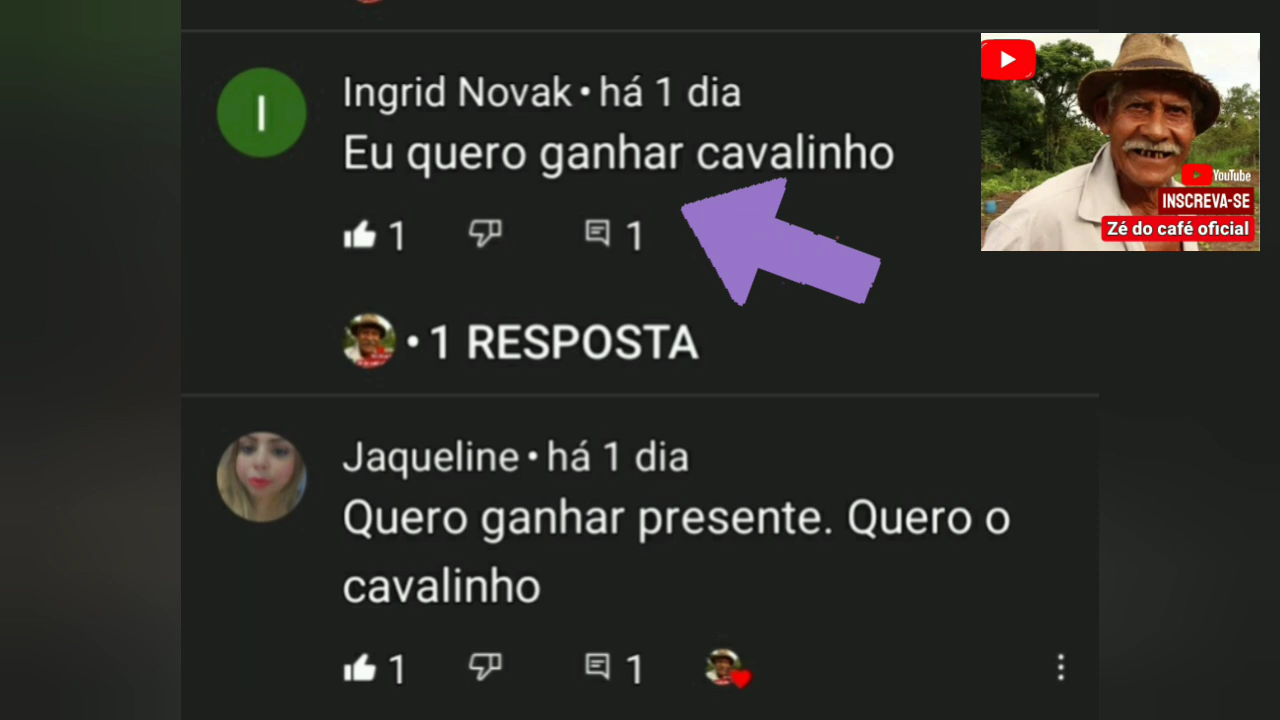 I
Ingrid Novak • há 1 dia
Eu quero ganhar cavalinho
1 1
• 1 RESPOSTA
Jaqueline • há 1 dia
Quero ganhar presente. Quero o
cavalinho
1 1
YouTube
INSCREVA-SE
Zé do café oficial